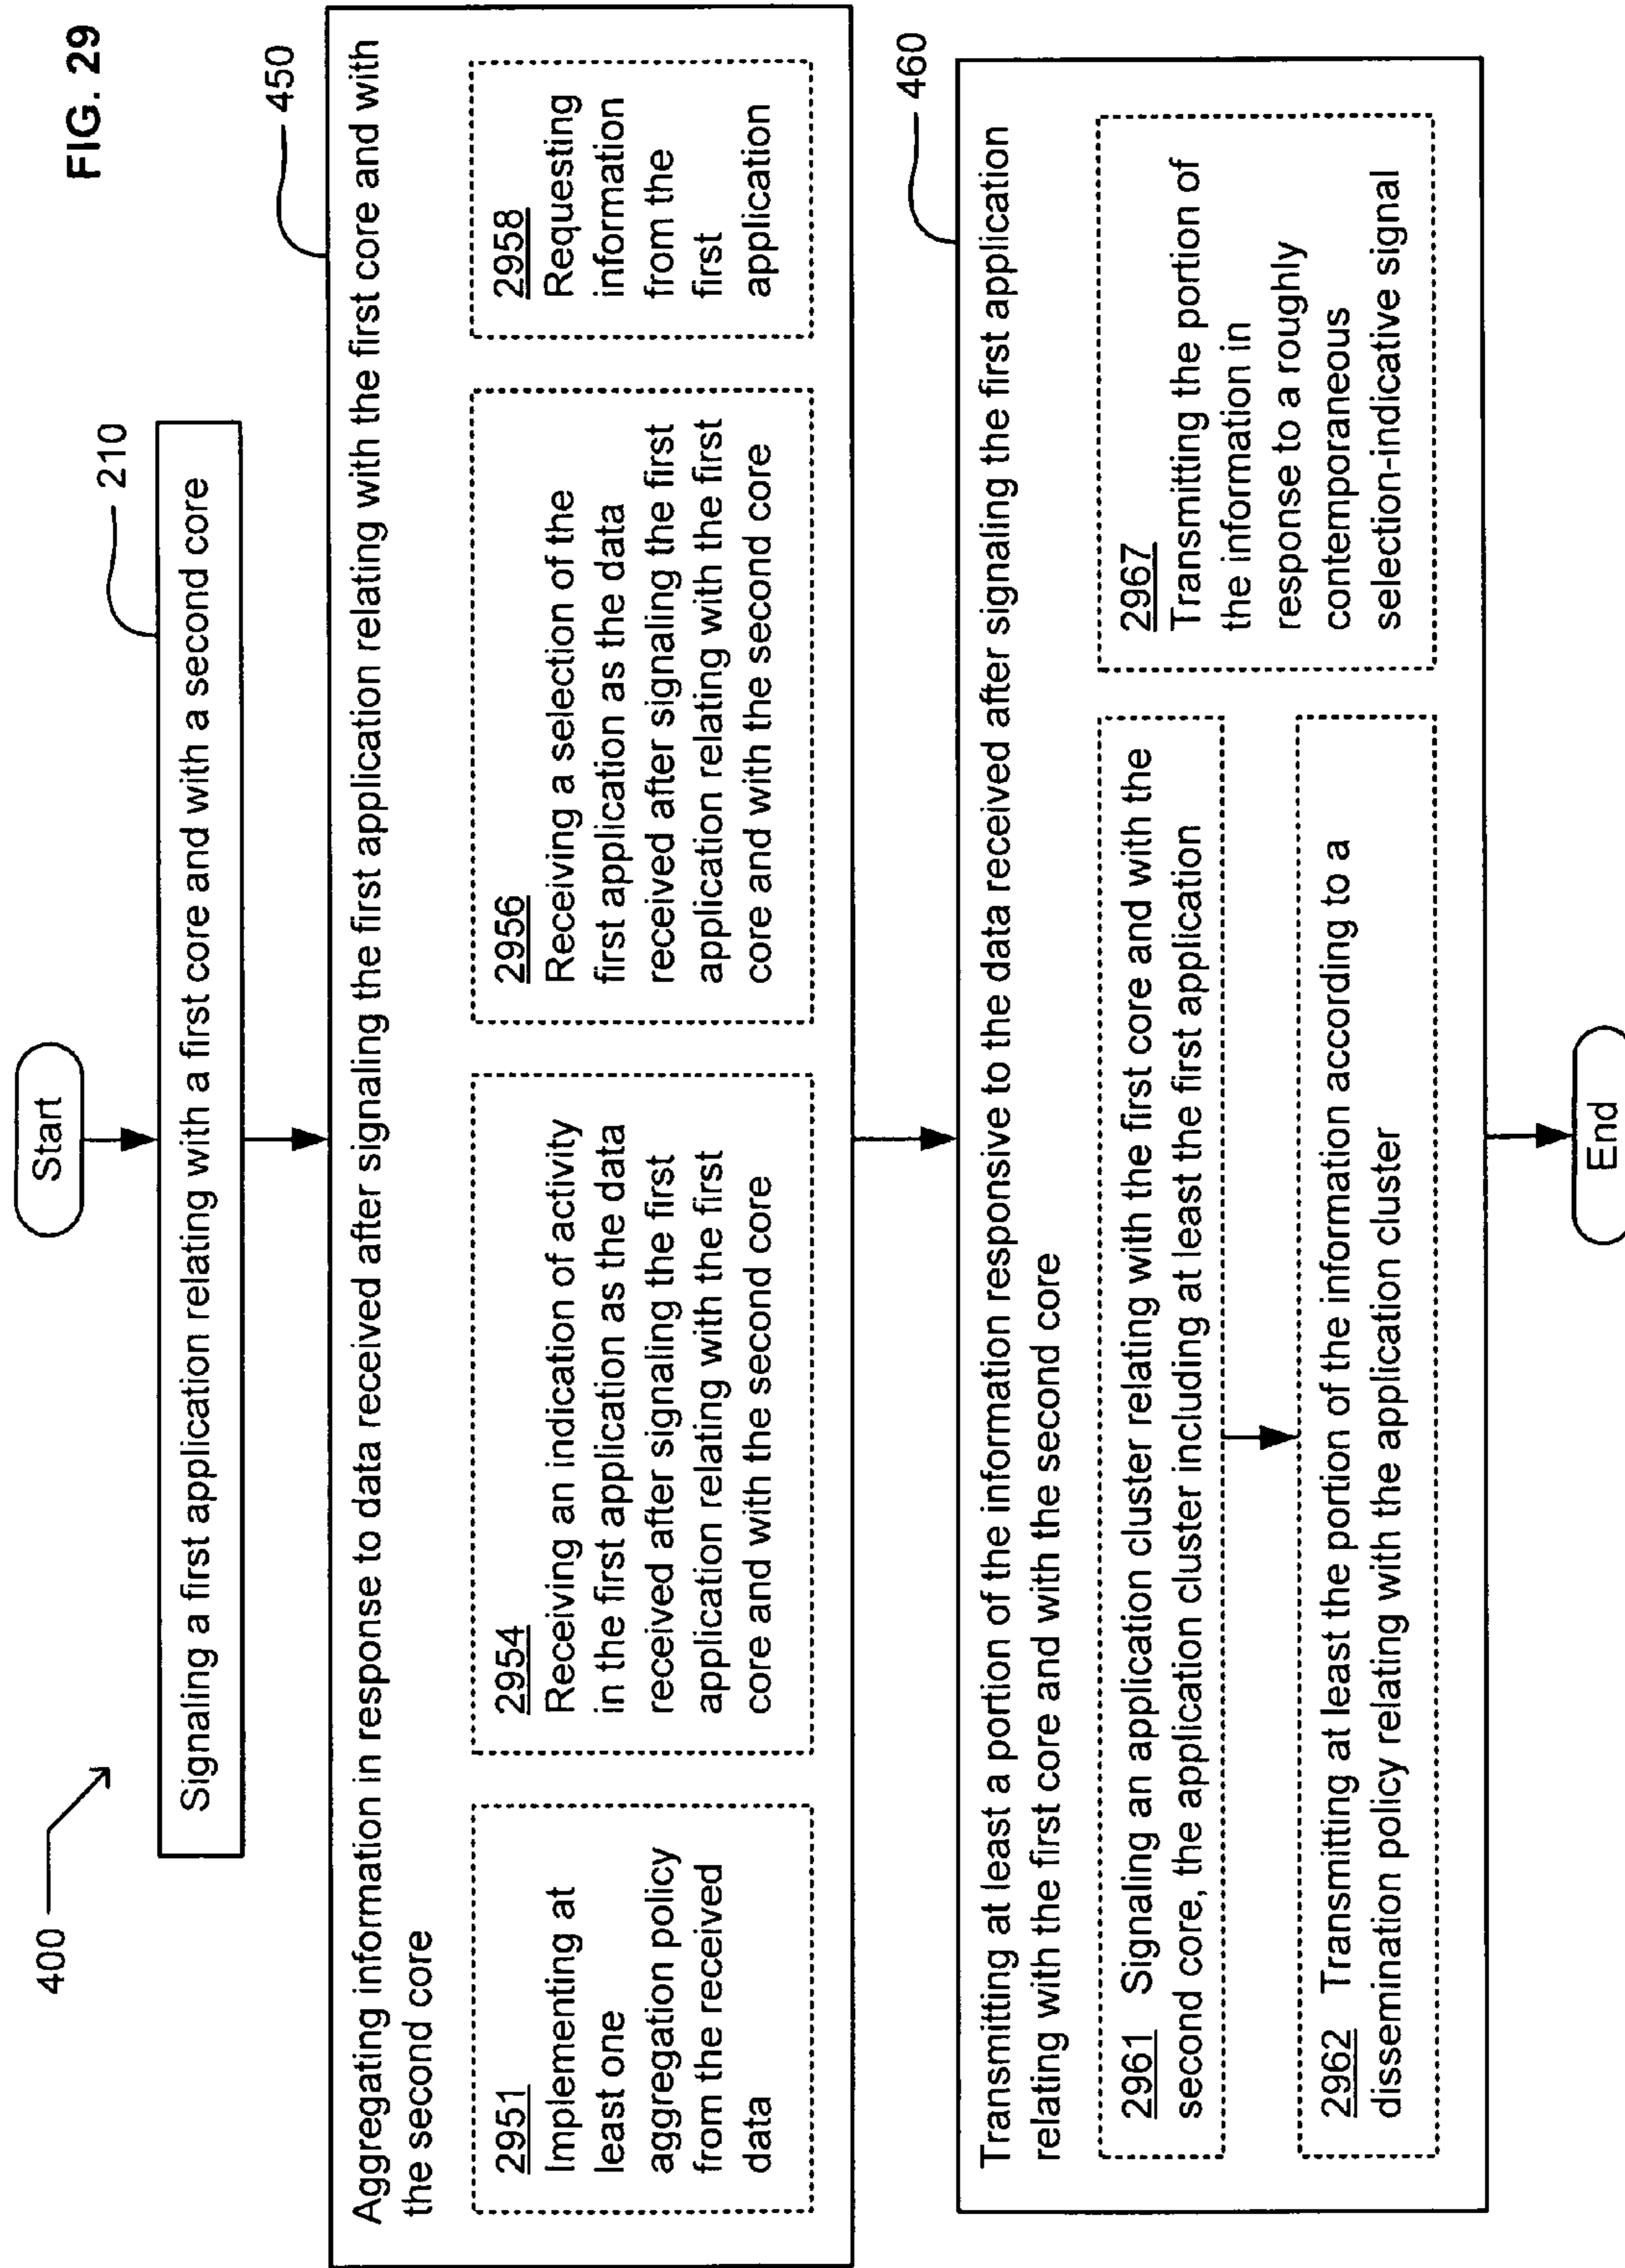 FIG. 29
400
Start
210
Signaling a first application relating with a first core and with a second core
450
Aggregating information in response to data received after signaling the first application relating with the first core and with
the second core
2951
Implementing at
least one
aggregation policy
from the received
data
2954
Receiving an indication of activity
in the first application as the data
received after signaling the first
application relating with the first
core and with the second core
2956
Receiving a selection of the
first application as the data
received after signaling the first
application relating with the first
core and with the second core
2958
Requesting
information
from the
first
application
460
Transmitting at least a portion of the information responsive to the data received after signaling the first application
relating with the first core and with the second core
2961 Signaling an application cluster relating with the first core and with the
second core, the application cluster including at least the first application
2962 Transmitting at least the portion of the information according to a
dissemination policy relating with the application cluster
2967
Transmitting the portion of
the information in
response to a roughly
contemporaneous
selection-indicative signal
End